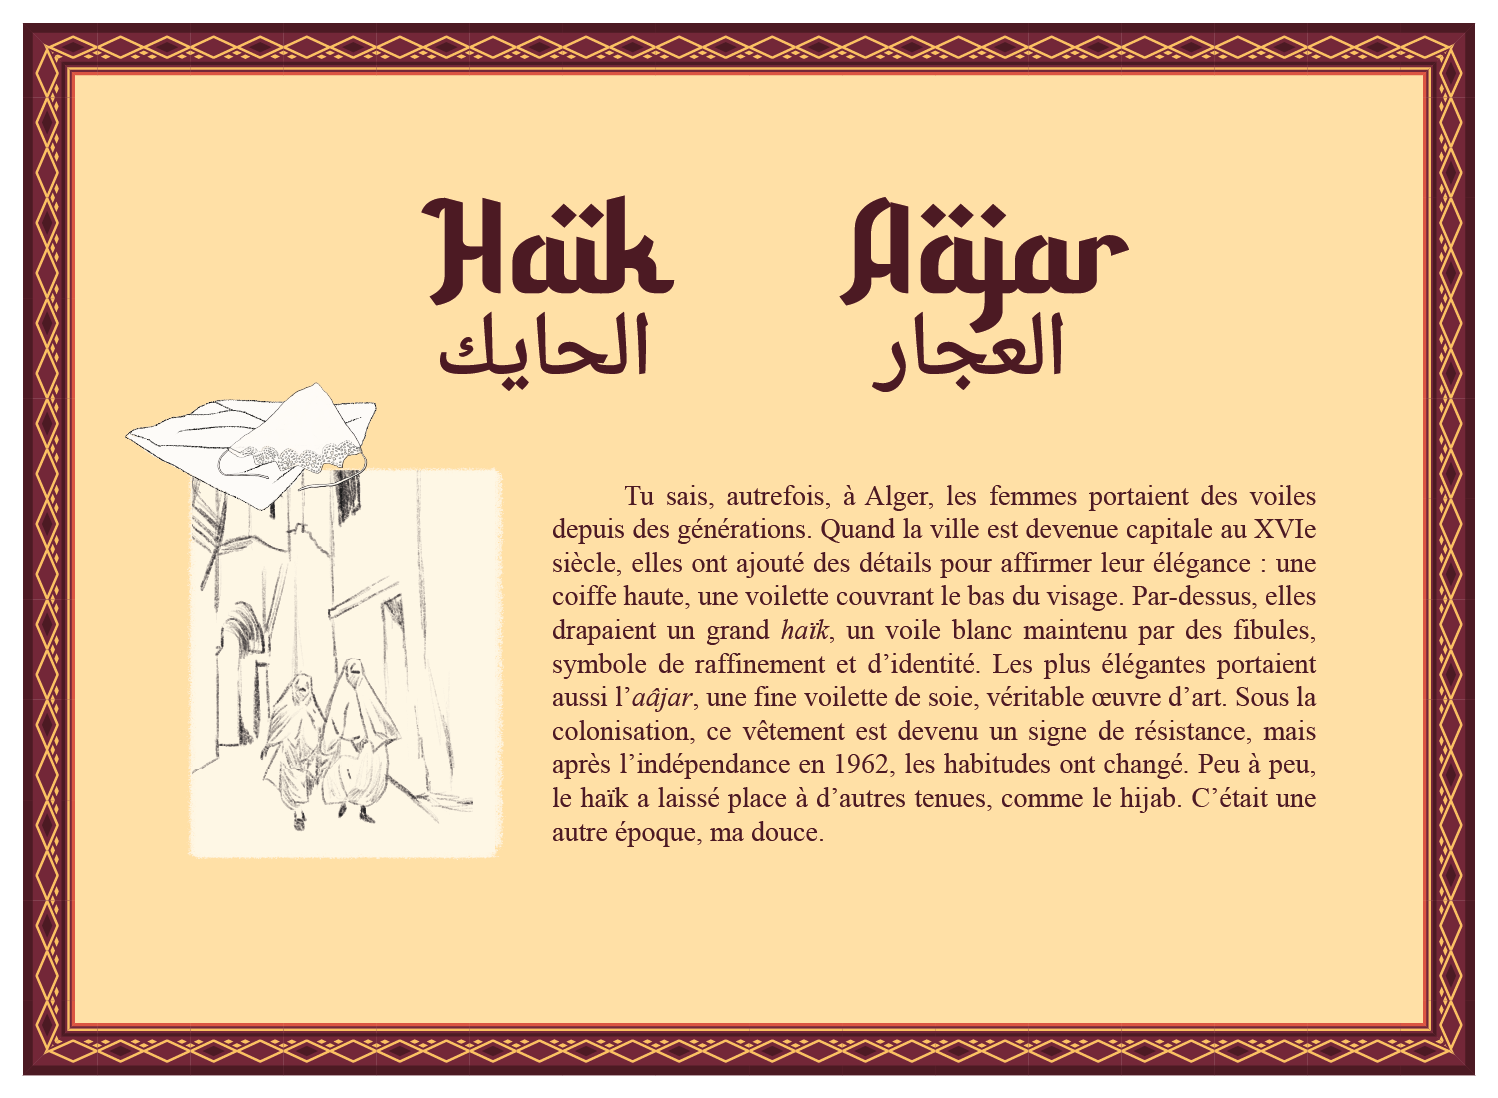 Haïk
Aäjar
الحايك
العجار
Tu sais, autrefois, à Alger, les femmes portaient des voiles
depuis des générations. Quand la ville est devenue capitale au XVIe
siècle, elles ont ajouté des détails pour affirmer leur élégance : une
coiffe haute, une voilette couvrant le bas du visage. Par-dessus, elles
drapaient un grand haïk, un voile blanc maintenu par des fibules,
symbole de raffinement et d’identité. Les plus élégantes portaient
aussi l’aâjar, une fine voilette de soie, véritable œuvre d’art. Sous la
colonisation, ce vêtement est devenu un signe de résistance, mais
après l’indépendance en 1962, les habitudes ont changé. Peu à peu,
le haïk a laissé place à d’autres tenues, comme le hijab. C’était une
autre époque, ma douce.